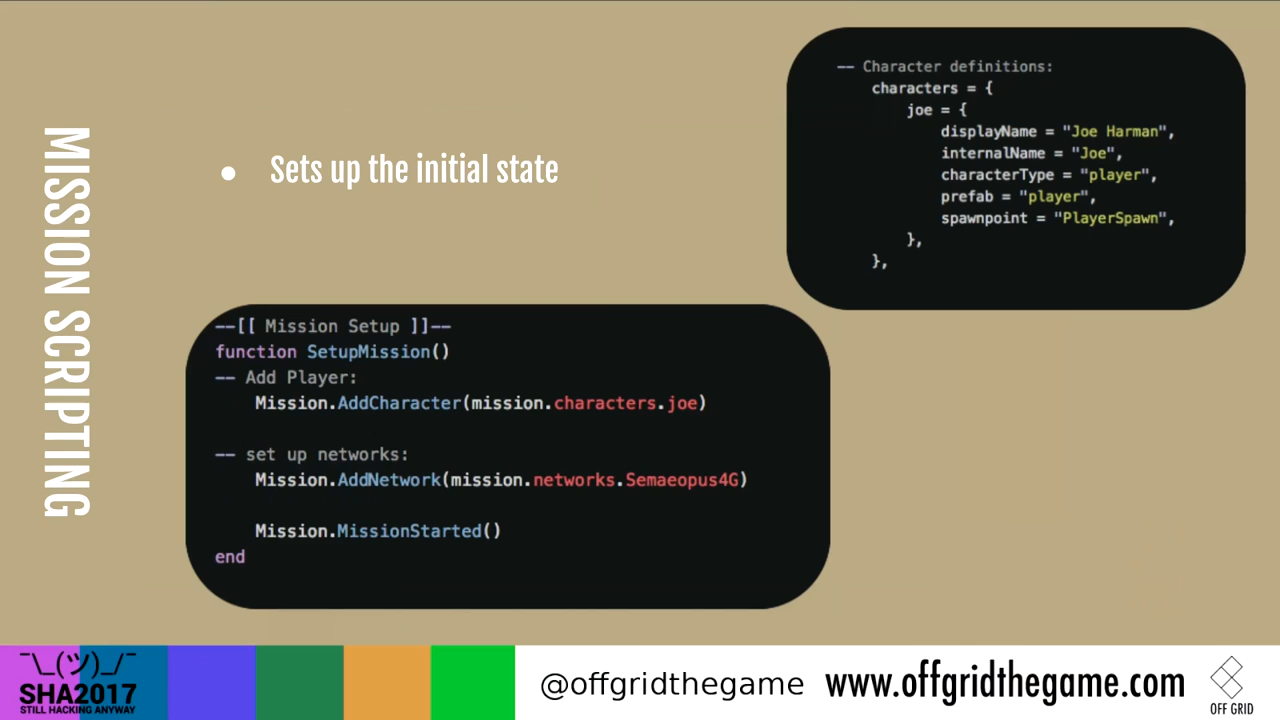 MISSION SCRIPTING
● Sets up the initial state
-- Character definitions:
characters = {
joe = {
displayName = "Joe Harman",
internalName = "Joe",
characterType = "player",
prefab = "player",
spawnpoint = "PlayerSpawn",
},
},
--[[ Mission Setup ]]--
function SetupMission()
-- Add Player:
Mission.AddCharacter(mission.characters.joe)
-- set up networks:
Mission.AddNetwork(mission.networks.Semaeopus4G)
Mission.MissionStarted()
end
¯\_(ツ)_/¯
SHA2017
STILL HACKING ANYWAY
@offgridthegame
www.offgridthegame.com
OFF GRID